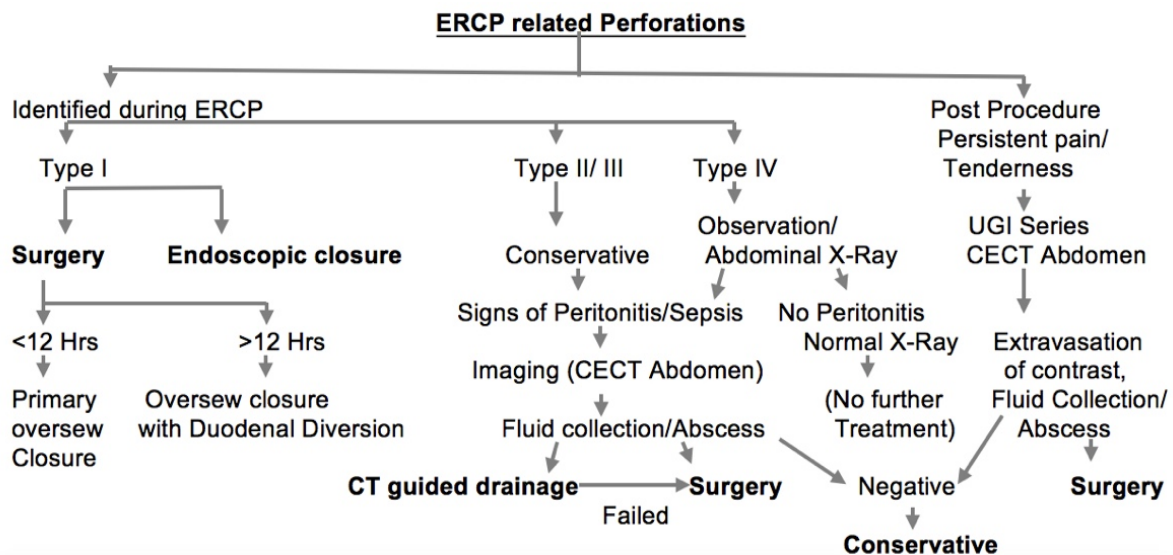 ERCP related Perforations
Identified during ERCP
Post Procedure
Persistent pain/
Tenderness
Type I
Type II/ III
Type IV
Surgery
Endoscopic closure
Conservative
Observation/
Abdominal X-Ray
UGI Series
CECT Abdomen
<12 Hrs
>12 Hrs
Signs of Peritonitis/Sepsis
No Peritonitis
Normal X-Ray
Extravasation
of contrast,
Fluid Collection/
Abscess
Primary
oversew
Closure
Oversew closure
with Duodenal Diversion
Imaging (CECT Abdomen)
(No further
Treatment)
Fluid collection/Abscess
CT guided drainage
Failed
Surgery
Negative
Surgery
Conservative